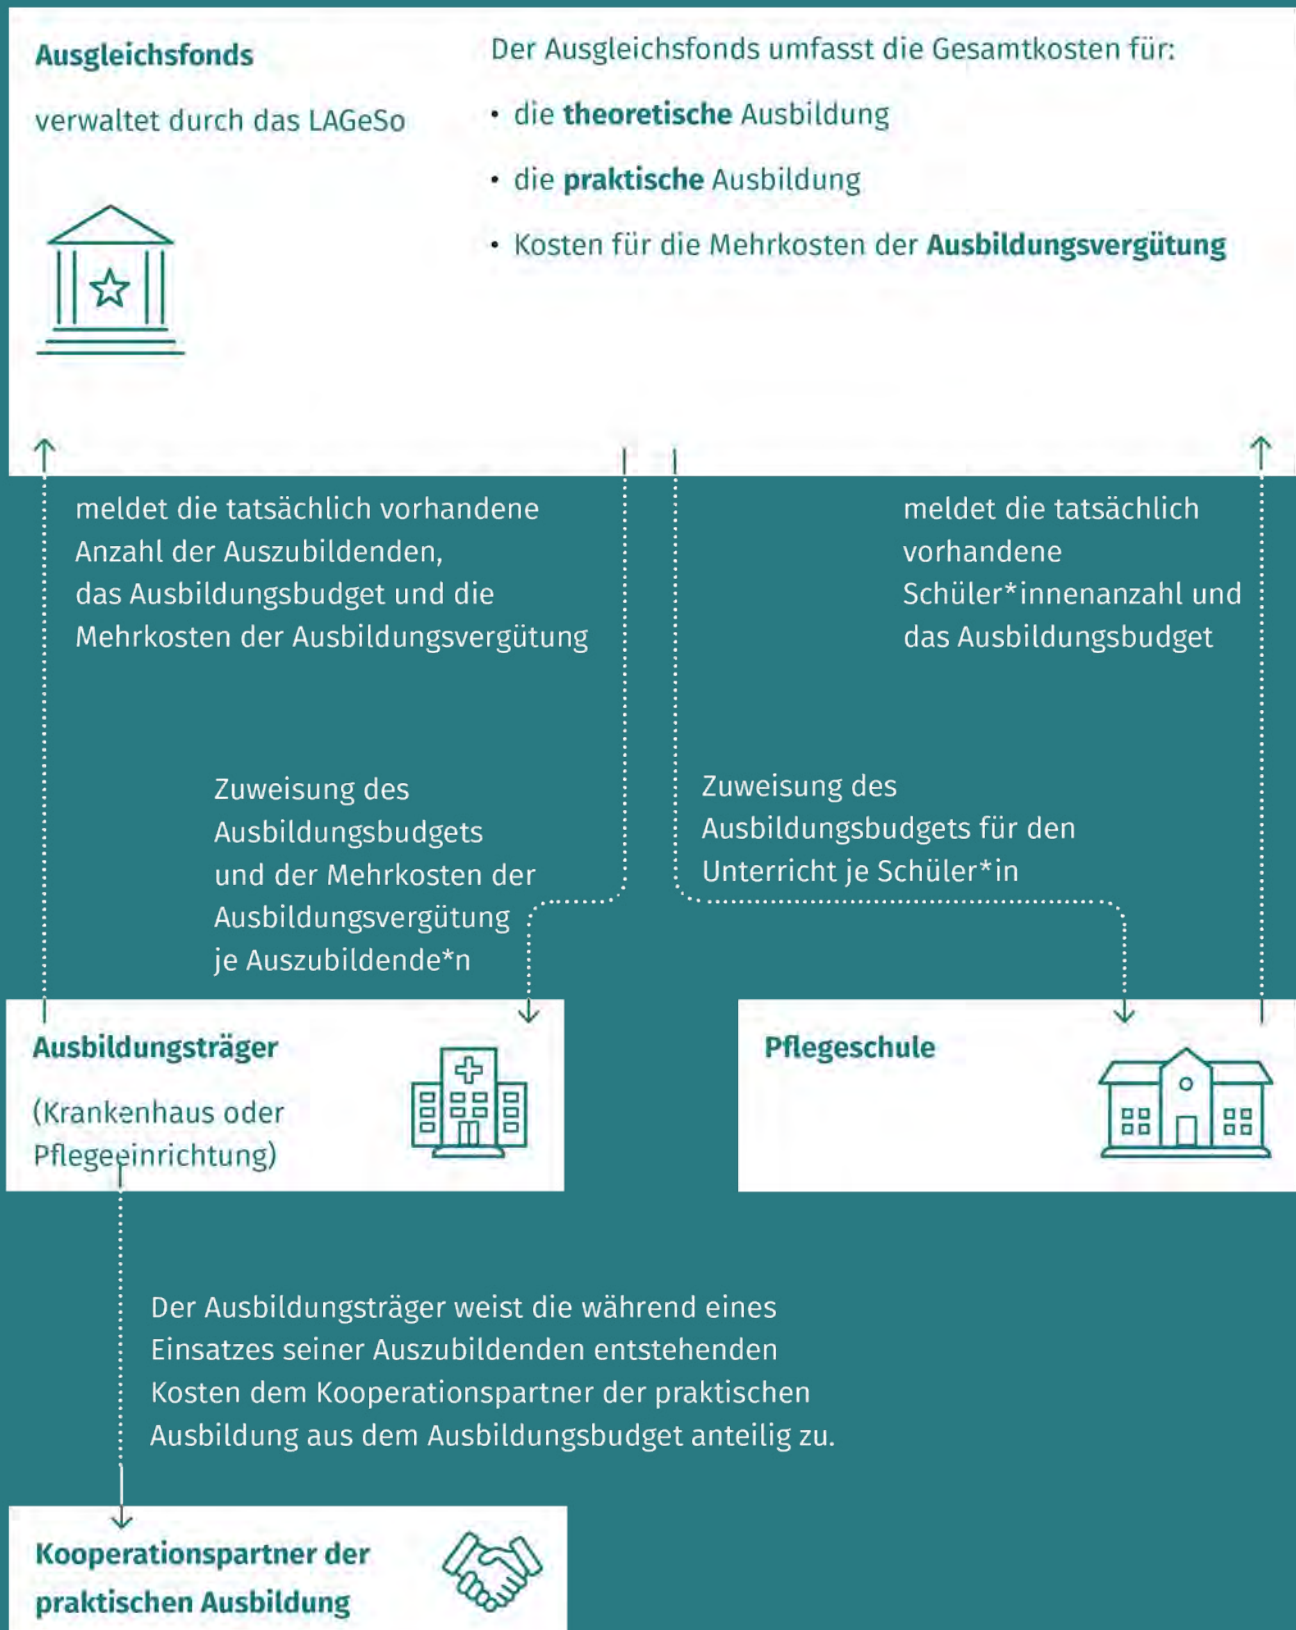 Ausgleichsfonds
verwaltet durch das LAGeSo
Der Ausgleichsfonds umfasst die Gesamtkosten für:
• die theoretische Ausbildung
• die praktische Ausbildung
• Kosten für die Mehrkosten der Ausbildungsvergütung
meldet die tatsächlich vorhandene
Anzahl der Auszubildenden,
das Ausbildungsbudget und die
Mehrkosten der Ausbildungsvergütung
meldet die tatsächlich
vorhandene
Schüler*innenanzahl und
das Ausbildungsbudget
Zuweisung des
Ausbildungsbudgets
und der Mehrkosten der
Ausbildungsvergütung
je Auszubildende*n
Zuweisung des
Ausbildungsbudgets für den
Unterricht je Schüler*in
Ausbildungsträger
(Krankenhaus oder
Pflegeeinrichtung)
Pflegeschule
Der Ausbildungsträger weist die während eines
Einsatzes seiner Auszubildenden entstehenden
Kosten dem Kooperationspartner der praktischen
Ausbildung aus dem Ausbildungsbudget anteilig zu.
Kooperationspartner der
praktischen Ausbildung